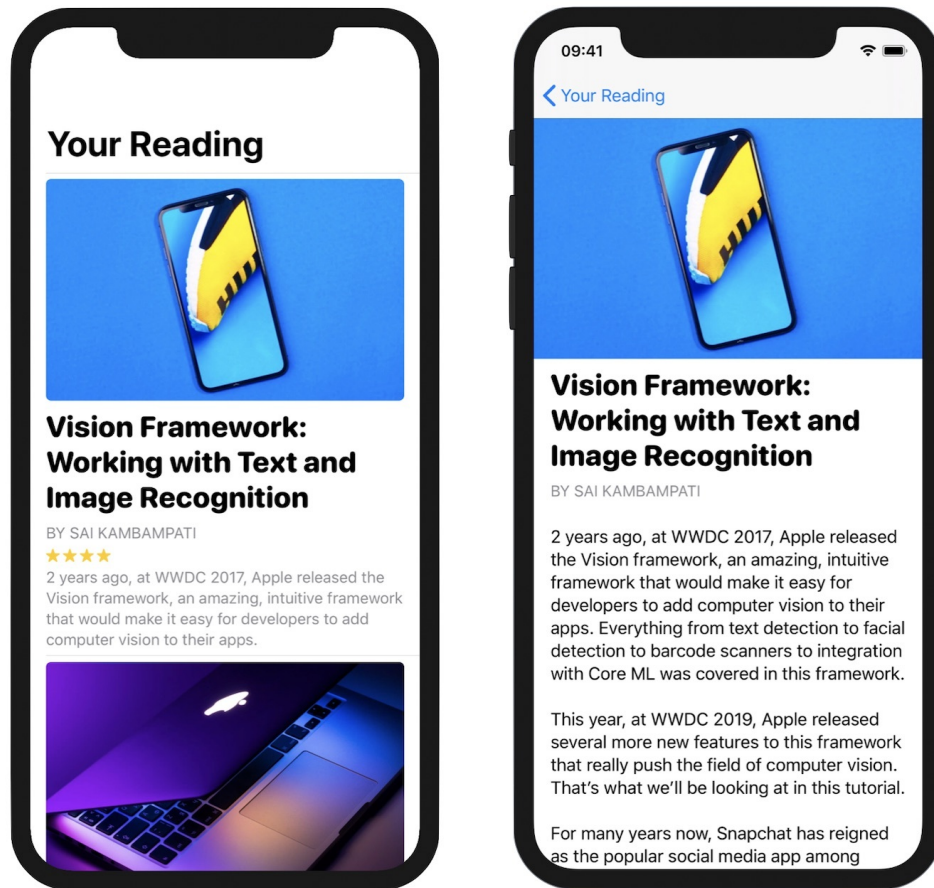 Your Reading
Vision Framework:
Working with Text and
Image Recognition
BY SAI KAMBAMPATI
2 years ago, at WWDC 2017, Apple released the
Vision framework, an amazing, intuitive framework
that would make it easy for developers to add
computer vision to their apps.
09:41
Your Reading
Vision Framework:
Working with Text and
Image Recognition
BY SAI KAMBAMPATI
2 years ago, at WWDC 2017, Apple released
the Vision framework, an amazing, intuitive
framework that would make it easy for
developers to add computer vision to their
apps. Everything from text detection to facial
detection to barcode scanners to integration
with Core ML was covered in this framework.
This year, at WWDC 2019, Apple released
several more new features to this framework
that really push the field of computer vision.
That’s what we’ll be looking at in this tutorial.
For many years now, Snapchat has reigned
as the popular social media app among